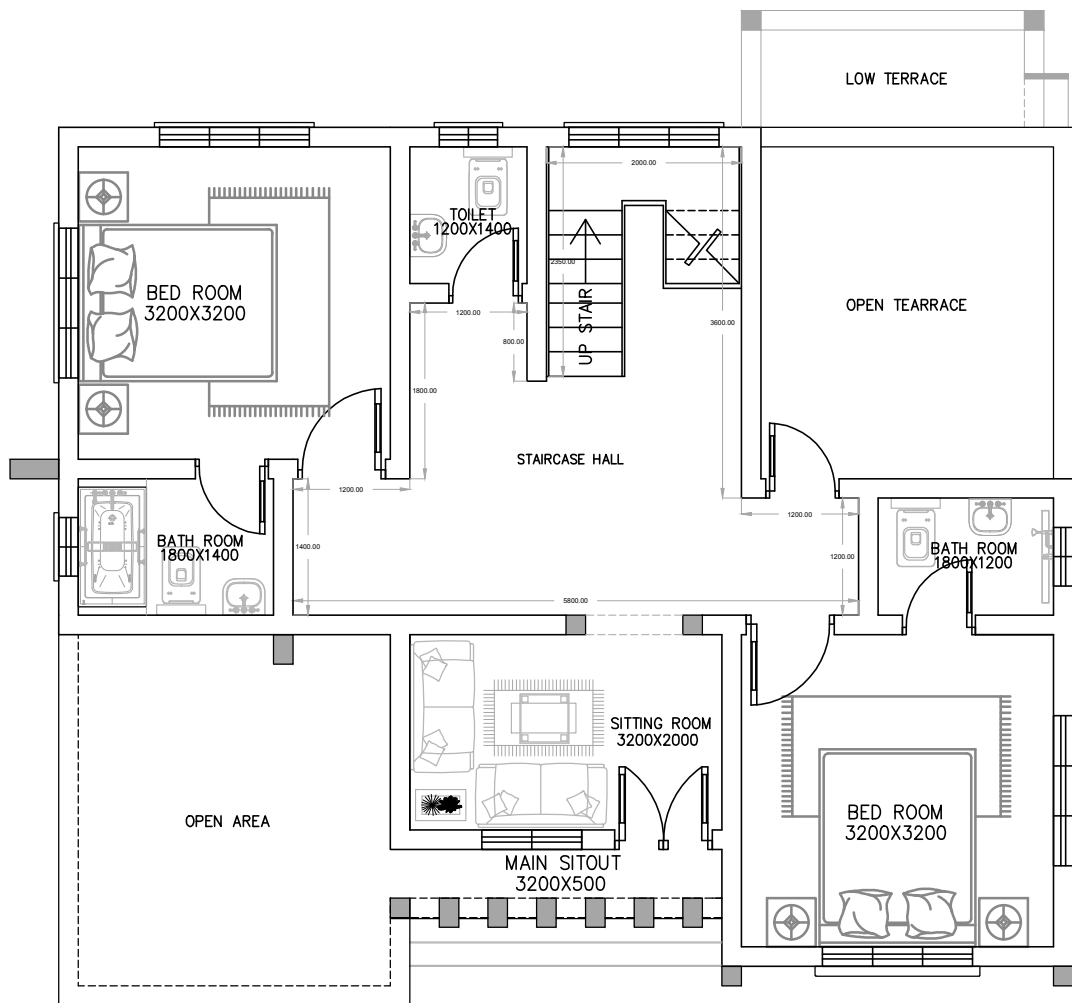 LOW TERRACE
2000.00
TOILET
1200X1400
2350.00
BED ROOM
3200X3200
OPEN TEARRACE
1200.00
UP STAIR
3600.00
800.00
1800.00
STAIRCASE HALL
1200.00
1200.00
BATH ROOM
1800X1400
1400.00
1200.00
BATH ROOM
1800X1200
5800.00
SITTING ROOM
3200X2000
OPEN AREA
BED ROOM
3200X3200
MAIN SITOUT
3200X500